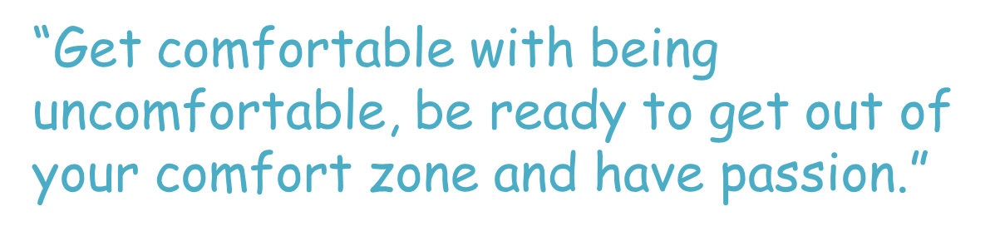 “Get comfortable with being
uncomfortable, be ready to get out of
your comfort zone and have passion.”